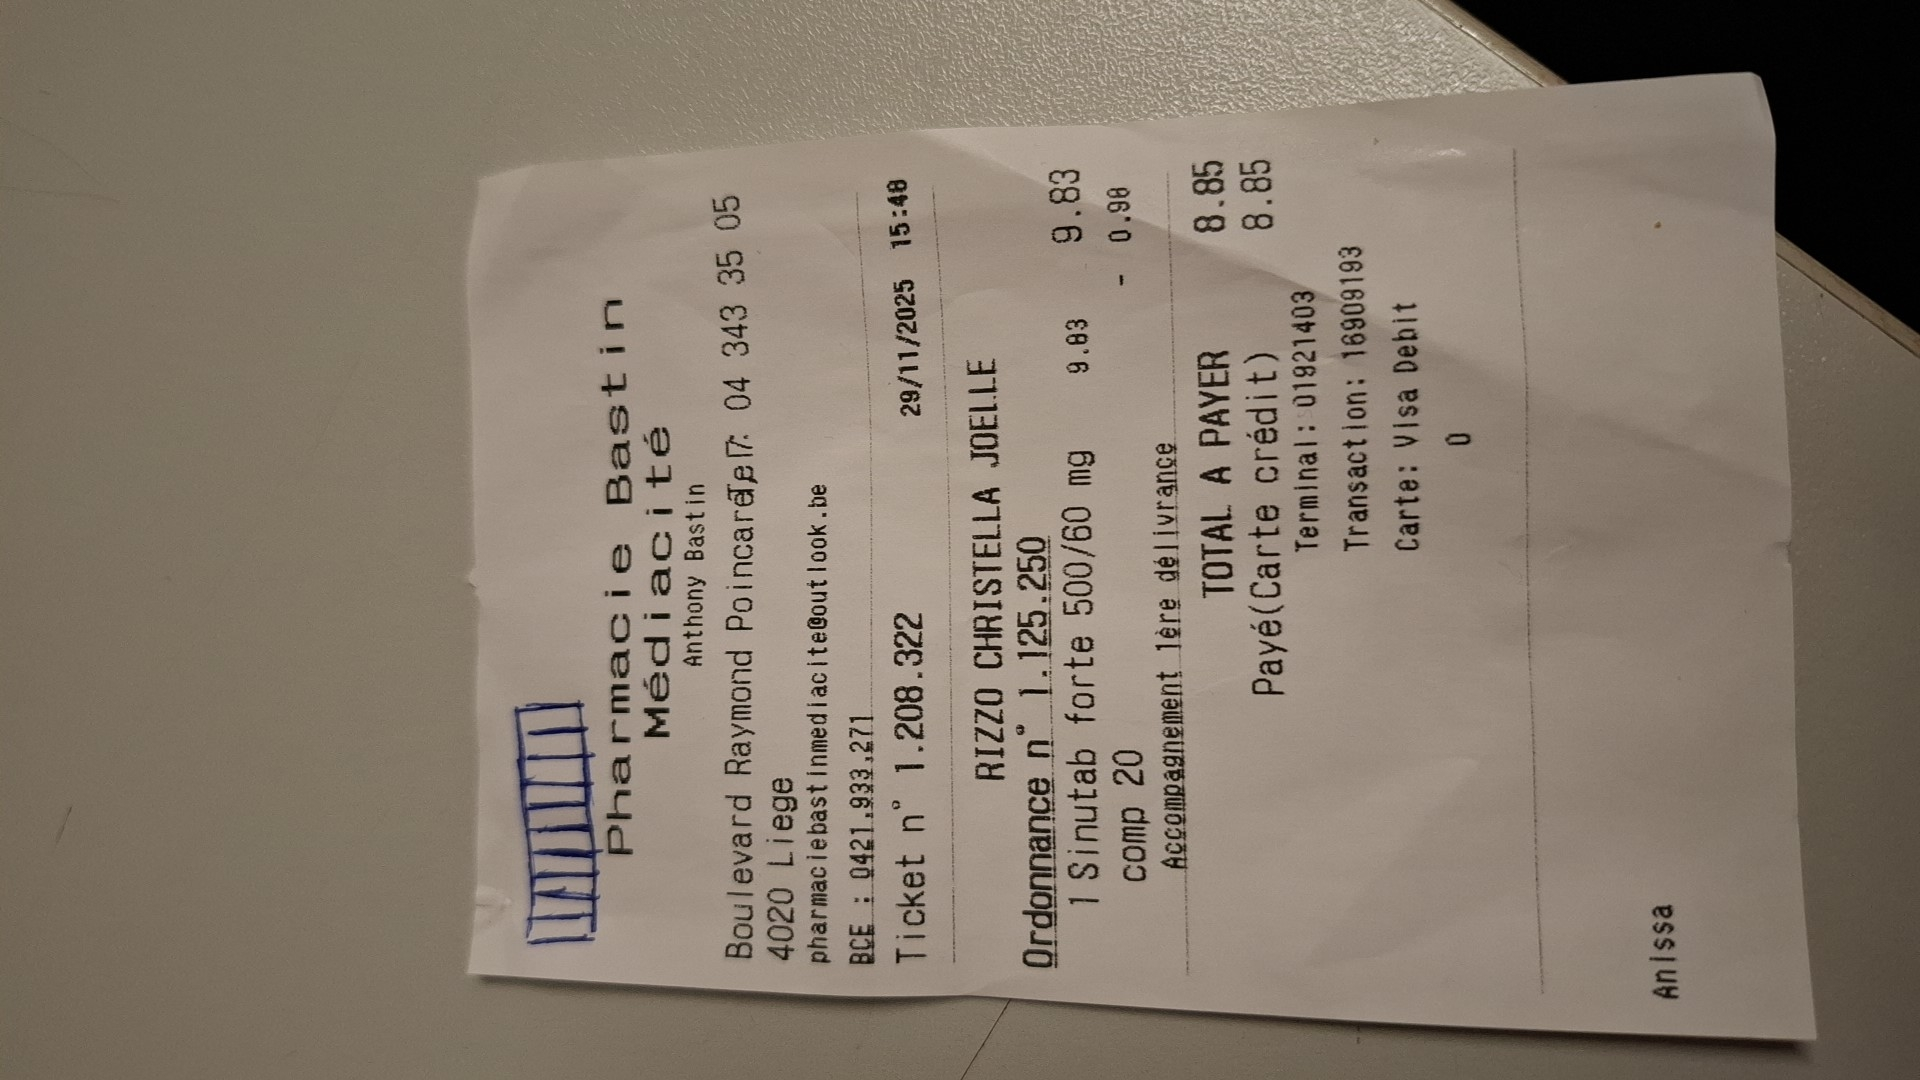 Pharmacie Bastin
Médiacité
Anthony Bastin
Boulevard Raymond Poincaré, 7 Tel: 04 343 35 05
4020 Liege
pharmaciebastinmediacite@outlook.be
BCE : 0421.933.271
Ticket n° 1.208.322 29/11/2025 15:48
RIZZO CHRISTELLA JOELLE
Ordonnance n° 1.125.250
1 Sinutab forte 500/60 mg 9.83 9.83
comp 20 - 0.98
Accompagnement 1ère délivrance
TOTAL A PAYER 8.85
Payé(Carte crédit) 8.85
Terminal: 01921403
Transaction: 16909193
Carte: Visa Debit
0
Anissa